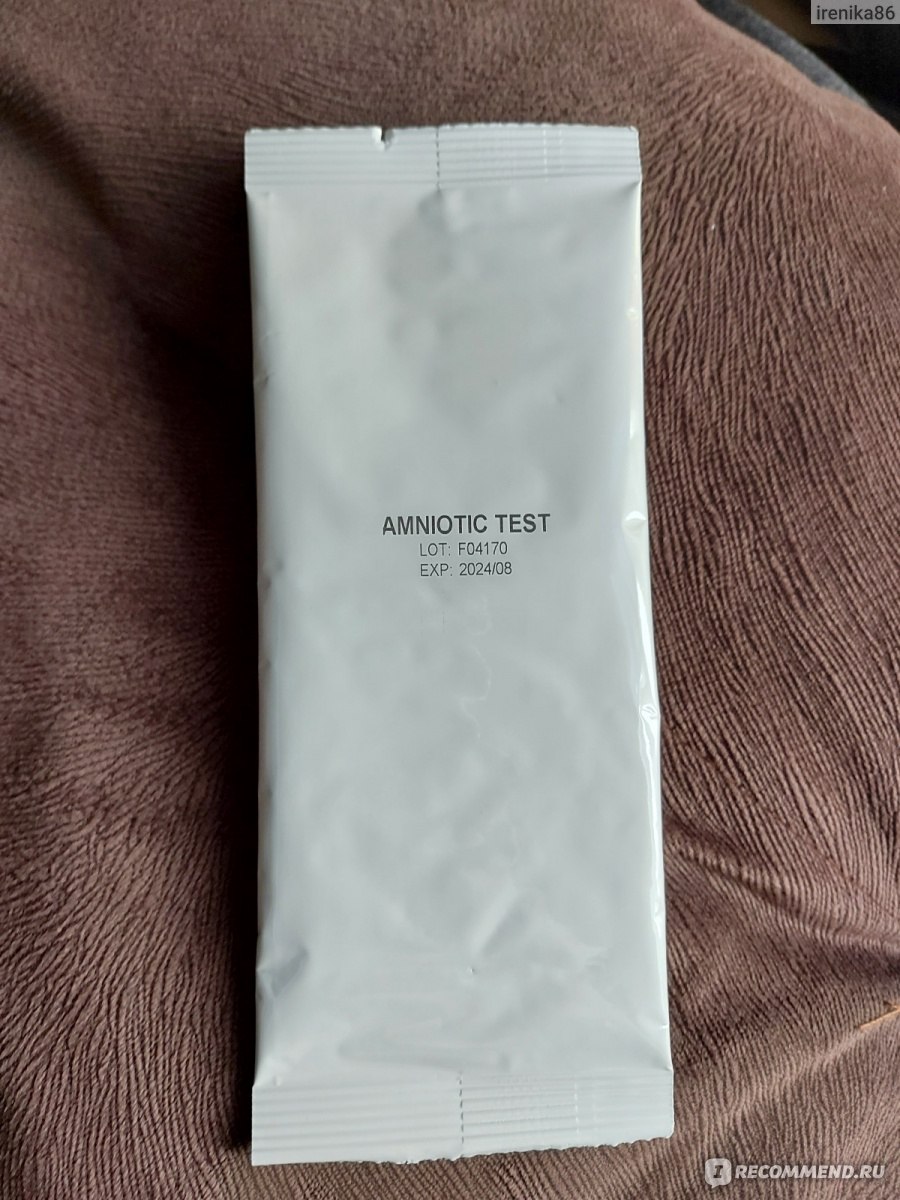 irenika86
AMNIOTIC TEST
LOT: F04170
EXP: 2024/08
RECOMMEND.RU